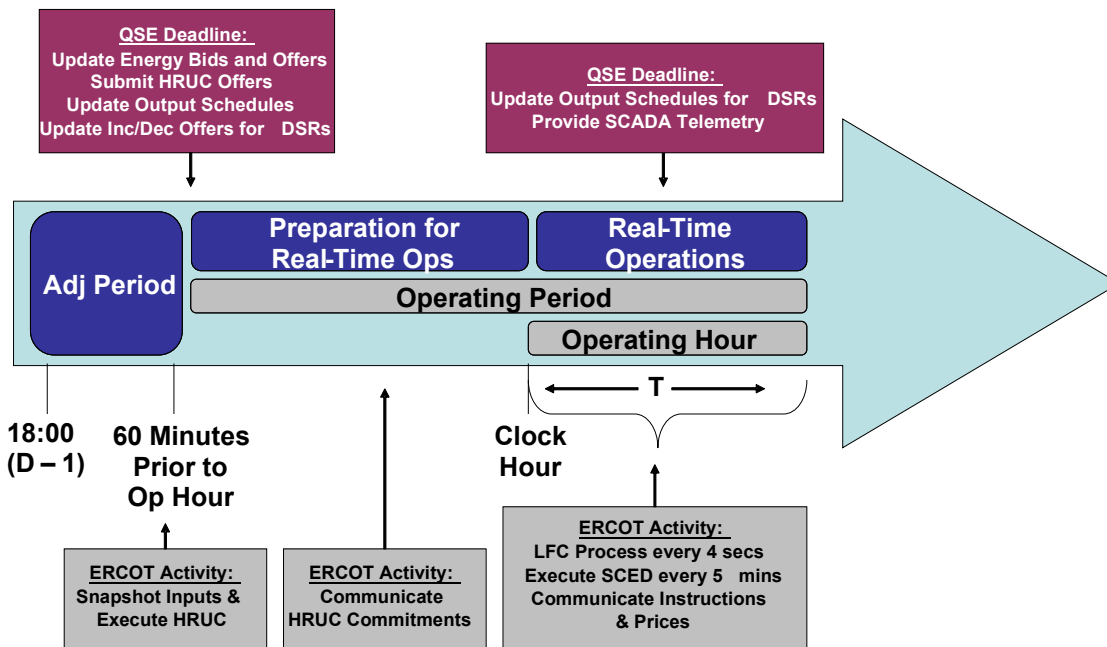 QSE Deadline:
Update Energy Bids and Offers
Submit HRUC Offers
Update Output Schedules
Update Inc/Dec Offers for DSRs
QSE Deadline:
Update Output Schedules for DSRs
Provide SCADA Telemetry
Adj Period
Preparation for
Real-Time Ops
Real-Time
Operations
Operating Period
Operating Hour
T
18:00
(D – 1)
60 Minutes
Prior to
Op Hour
Clock
Hour
ERCOT Activity:
Snapshot Inputs &
Execute HRUC
ERCOT Activity:
Communicate
HRUC Commitments
ERCOT Activity:
LFC Process every 4 secs
Execute SCED every 5 mins
Communicate Instructions
& Prices